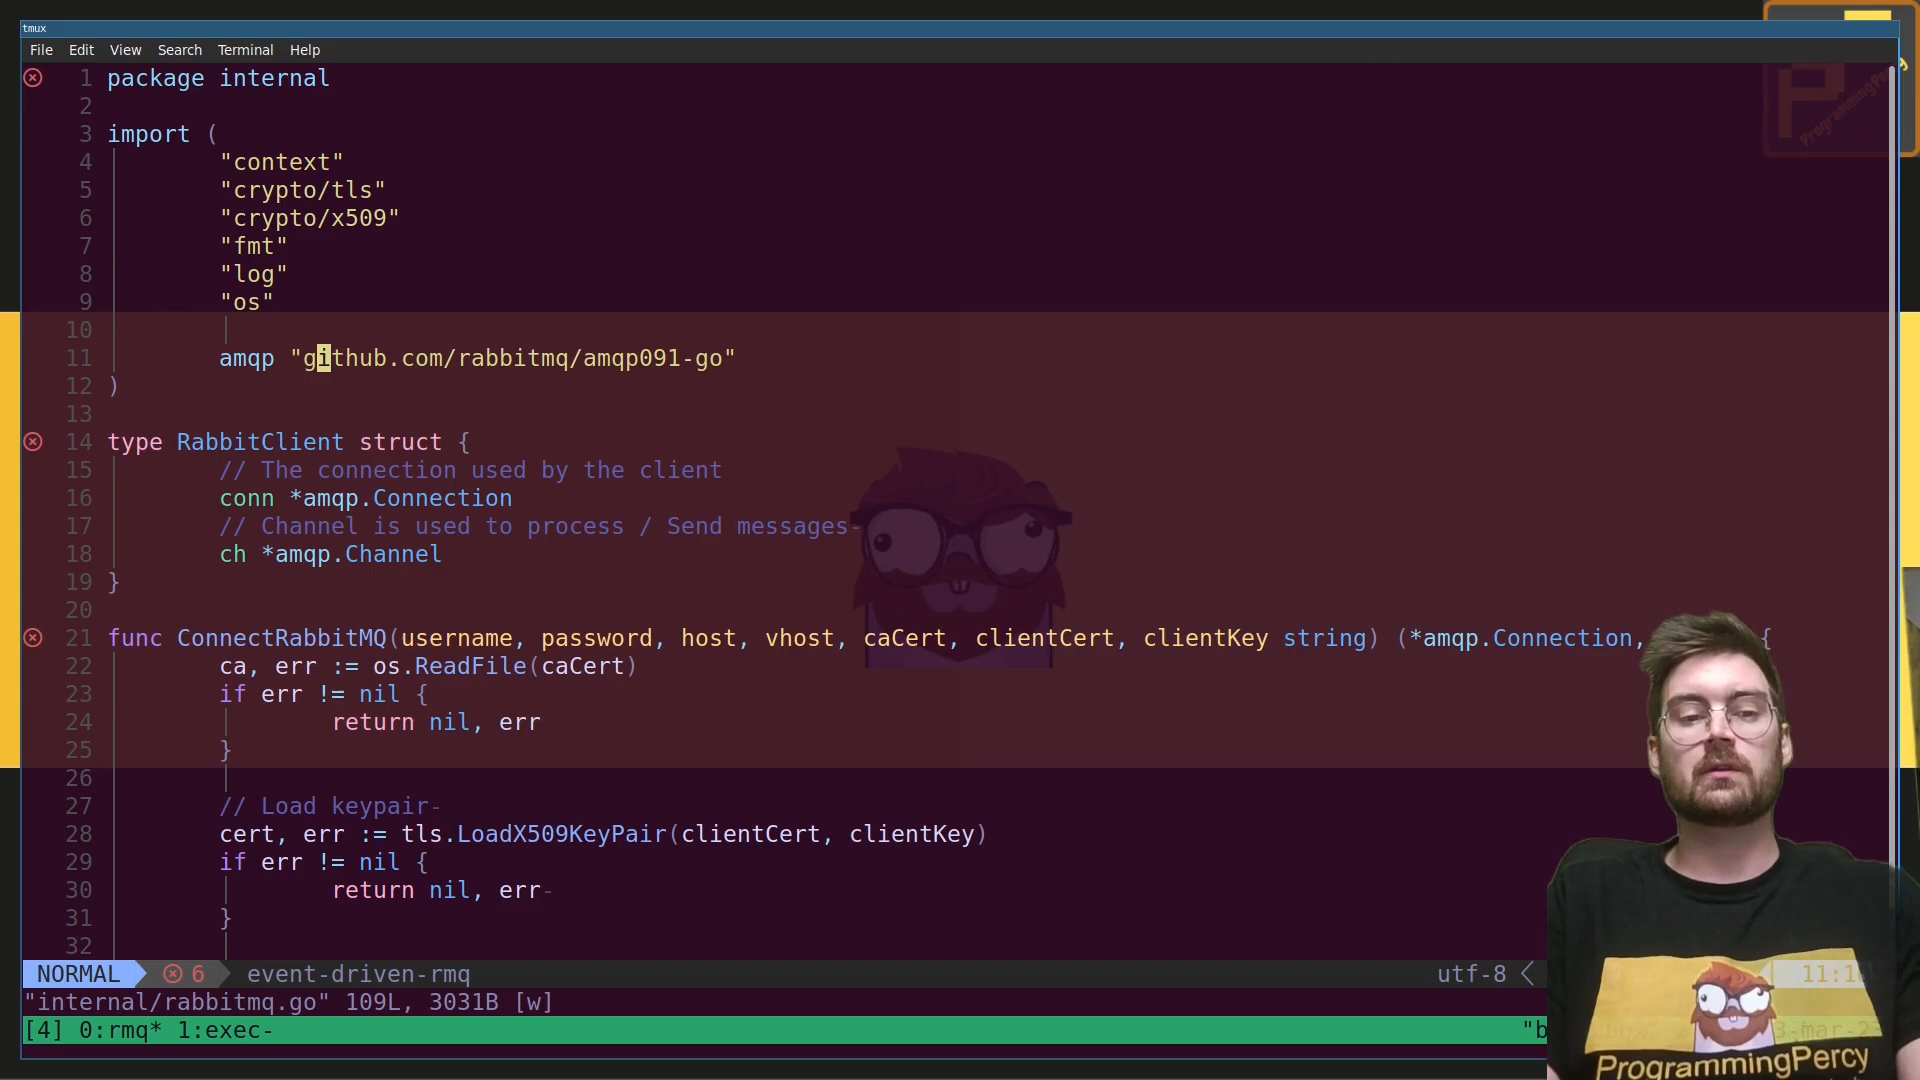 tmux
File Edit View Search Terminal Help
1 package internal
2
3 import (
4 "context"
5 "crypto/tls"
6 "crypto/x509"
7 "fmt"
8 "log"
9 "os"
10
11 amqp "github.com/rabbitmq/amqp091-go"
12 )
13
14 type RabbitClient struct {
15 // The connection used by the client
16 conn *amqp.Connection
17 // Channel is used to process / Send messages-
18 ch *amqp.Channel
19 }
20
21 func ConnectRabbitMQ(username, password, host, vhost, caCert, clientCert, clientKey string) (*amqp.Connection, {
22 ca, err := os.ReadFile(caCert)
23 if err != nil {
24 return nil, err
25 }
26
27 // Load keypair-
28 cert, err := tls.LoadX509KeyPair(clientCert, clientKey)
29 if err != nil {
30 return nil, err-
31 }
32
NORMAL 6 event-driven-rmq utf-8
"internal/rabbitmq.go" 109L, 3031B [w]
[4] 0:rmq* 1:exec-
P
ProgrammingPercy
ProgrammingPercy